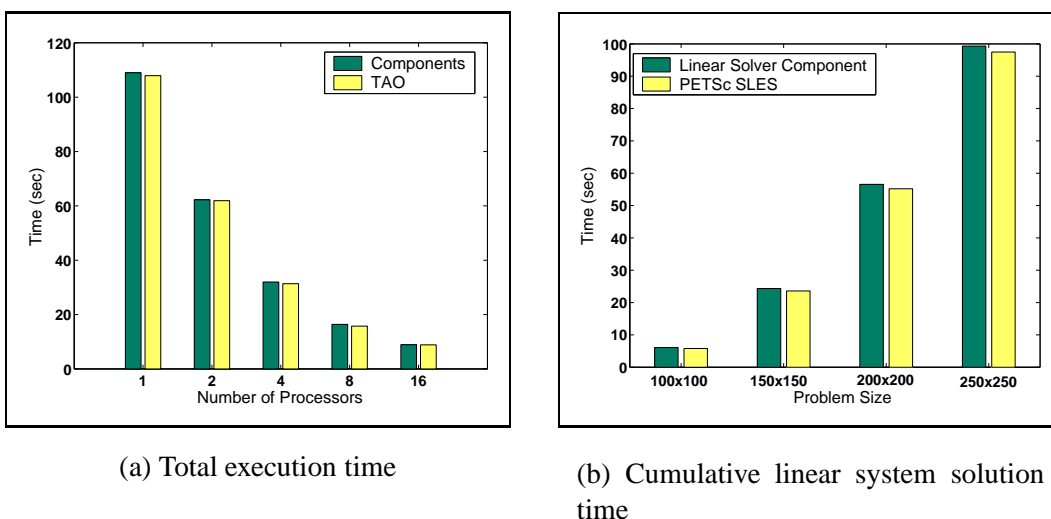 120
100
80
60
40
20
0
Time (sec)
Components
TAO
1 2 4 8 16
Number of Processors
(a) Total execution time
100
90
80
70
60
50
40
30
20
10
0
Time (sec)
Linear Solver Component
PETSc SLES
100x100 150x150 200x200 250x250
Problem Size
(b) Cumulative linear system solution
time